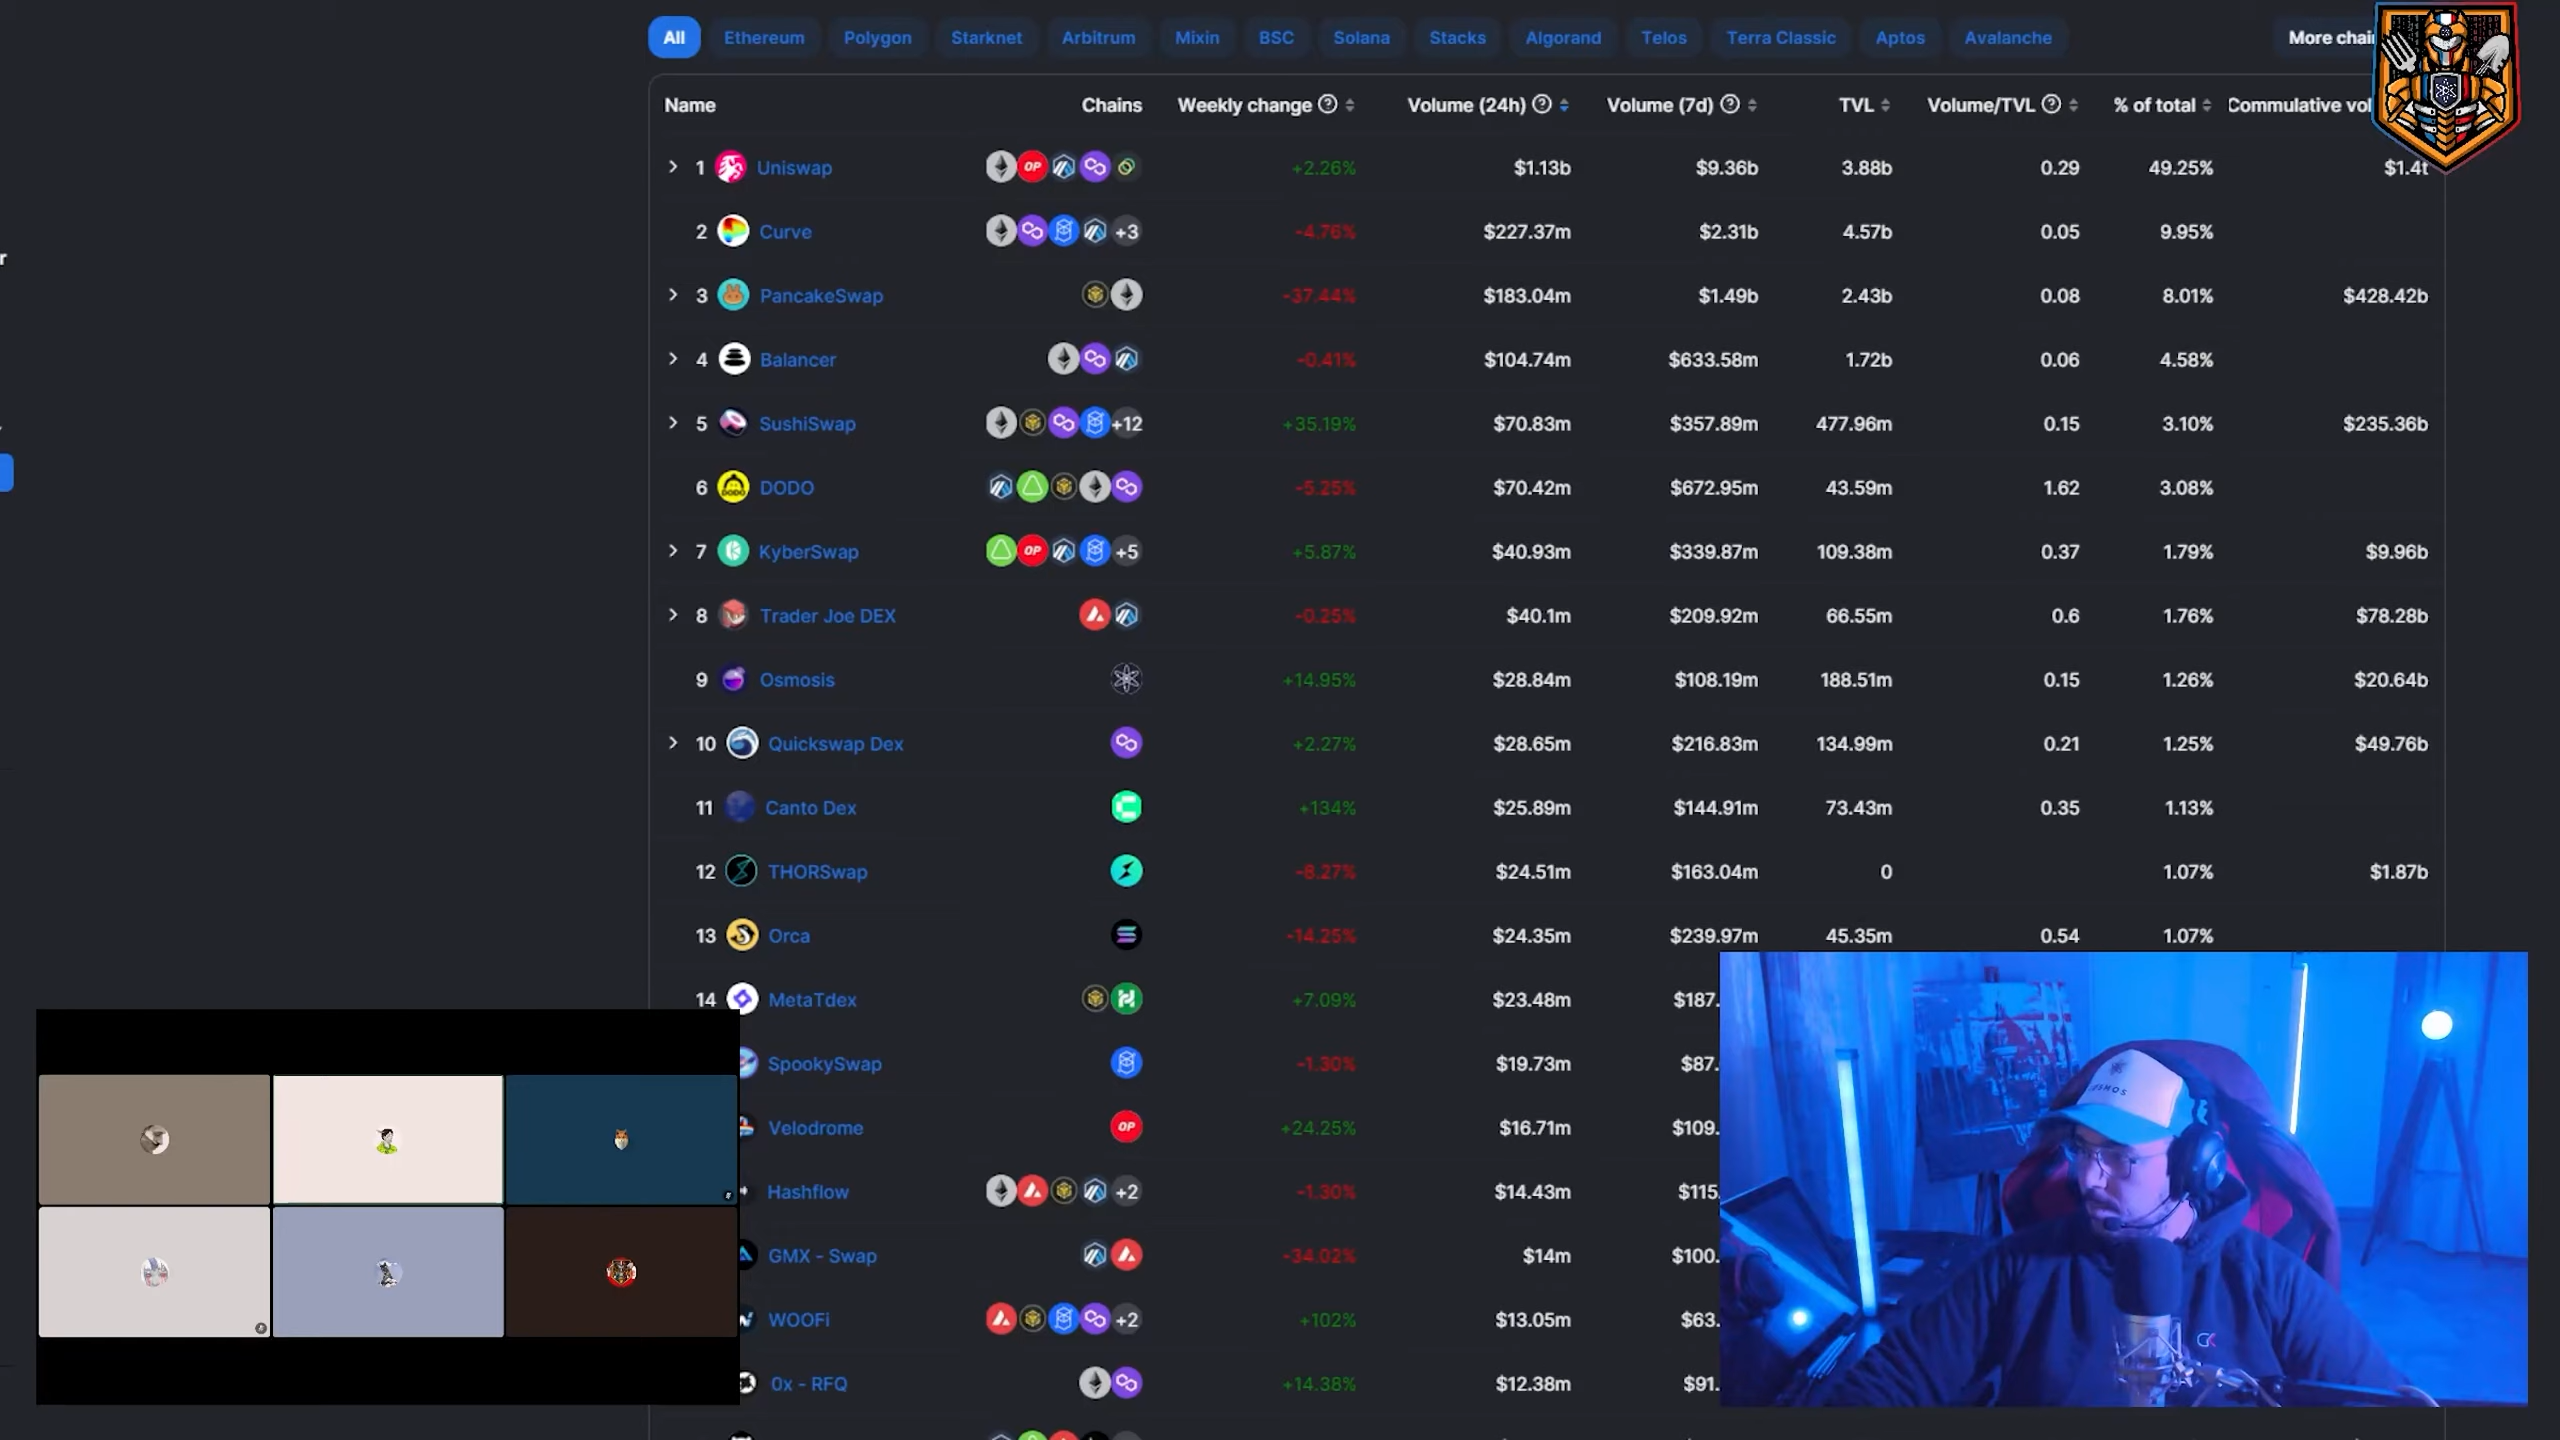 All Ethereum Polygon Starknet Arbitrum Mixin BSC Solana Stacks Algorand Telos Terra Classic Aptos Avalanche More
Name Chains Weekly change Volume (24h) Volume (7d) TVL Volume/TVL % of total Commulative
1 Uniswap OP +2.26% $1.13b $9.36b 3.88b 0.29 49.25% $1.4t
2 Curve +3 -4.76% $227.37m $2.31b 4.57b 0.05 9.95%
3 PancakeSwap -37.44% $183.04m $1.49b 2.43b 0.08 8.01% $428.42b
4 Balancer -0.41% $104.74m $633.58m 1.72b 0.06 4.58%
5 SushiSwap +12 +35.19% $70.83m $357.89m 477.96m 0.15 3.10% $235.36b
6 DODO DODO -5.25% $70.42m $672.95m 43.59m 1.62 3.08%
7 KyberSwap OP +5 +5.87% $40.93m $339.87m 109.38m 0.37 1.79% $9.96b
8 Trader Joe DEX -0.25% $40.1m $209.92m 66.55m 0.6 1.76% $78.28b
9 Osmosis +14.95% $28.84m $108.19m 188.51m 0.15 1.26% $20.64b
10 Quickswap Dex +2.27% $28.65m $216.83m 134.99m 0.21 1.25% $49.76b
11 Canto Dex +134% $25.89m $144.91m 73.43m 0.35 1.13%
12 THORSwap -8.27% $24.51m $163.04m 0 1.07% $1.87b
13 Orca -14.25% $24.35m $239.97m 45.35m 0.54 1.07%
14 MetaTdex +7.09% $23.48m $187.
SpookySwap -1.30% $19.73m $87.
Velodrome OP +24.25% $16.71m $109.
Hashflow +2 -1.30% $14.43m $115.
GMX - Swap -34.02% $14m $100.
WOOFi +2 +102% $13.05m $63.
0x - RFQ +14.38% $12.38m $91.